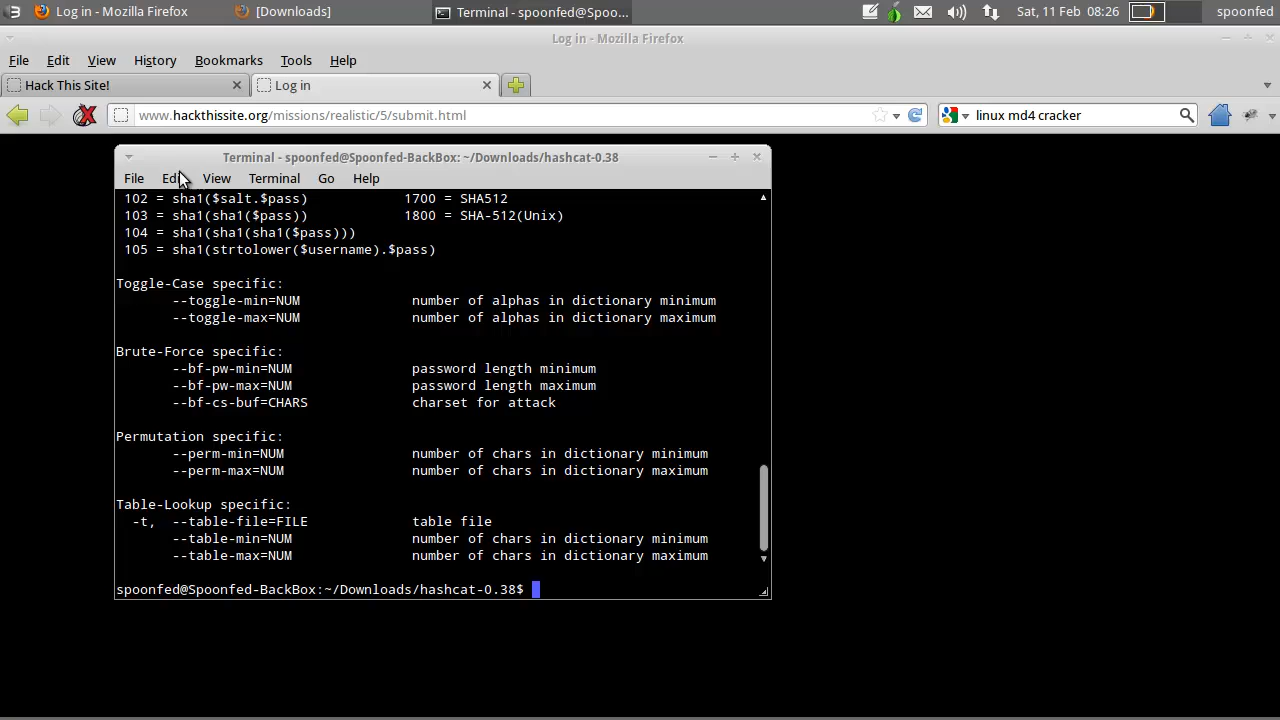 Log in - Mozilla Firefox
[Downloads]
Terminal - spoonfed@Spoo...
Sat, 11 Feb 08:26
spoonfed
Log in - Mozilla Firefox
File Edit View History Bookmarks Tools Help
Hack This Site!
Log in
www.hackthissite.org/missions/realistic/5/submit.html
linux md4 cracker
Terminal - spoonfed@Spoonfed-BackBox: ~/Downloads/hashcat-0.38
File Edit View Terminal Go Help
102 = sha1($salt.$pass) 1700 = SHA512
103 = sha1(sha1($pass)) 1800 = SHA-512(Unix)
104 = sha1(sha1(sha1($pass)))
105 = sha1(strtolower($username).$pass)
Toggle-Case specific:
--toggle-min=NUM number of alphas in dictionary minimum
--toggle-max=NUM number of alphas in dictionary maximum
Brute-Force specific:
--bf-pw-min=NUM password length minimum
--bf-pw-max=NUM password length maximum
--bf-cs-buf=CHARS charset for attack
Permutation specific:
--perm-min=NUM number of chars in dictionary minimum
--perm-max=NUM number of chars in dictionary maximum
Table-Lookup specific:
-t, --table-file=FILE table file
--table-min=NUM number of chars in dictionary minimum
--table-max=NUM number of chars in dictionary maximum
spoonfed@Spoonfed-BackBox:~/Downloads/hashcat-0.38$